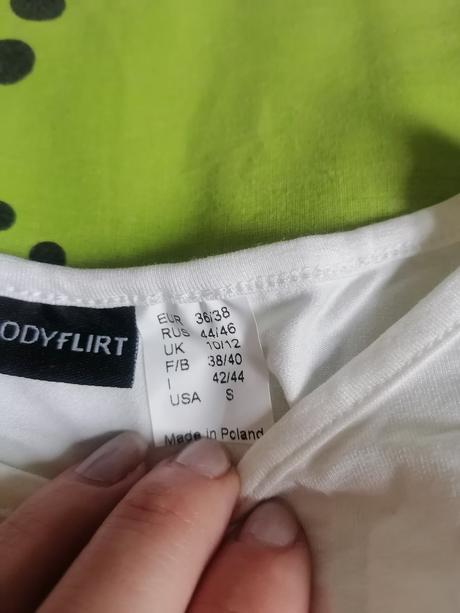 ODYFLIRT
EUR 36/38
RUS 44/46
UK 10/12
F/B 38/40
I 42/44
USA S
Made in Poland